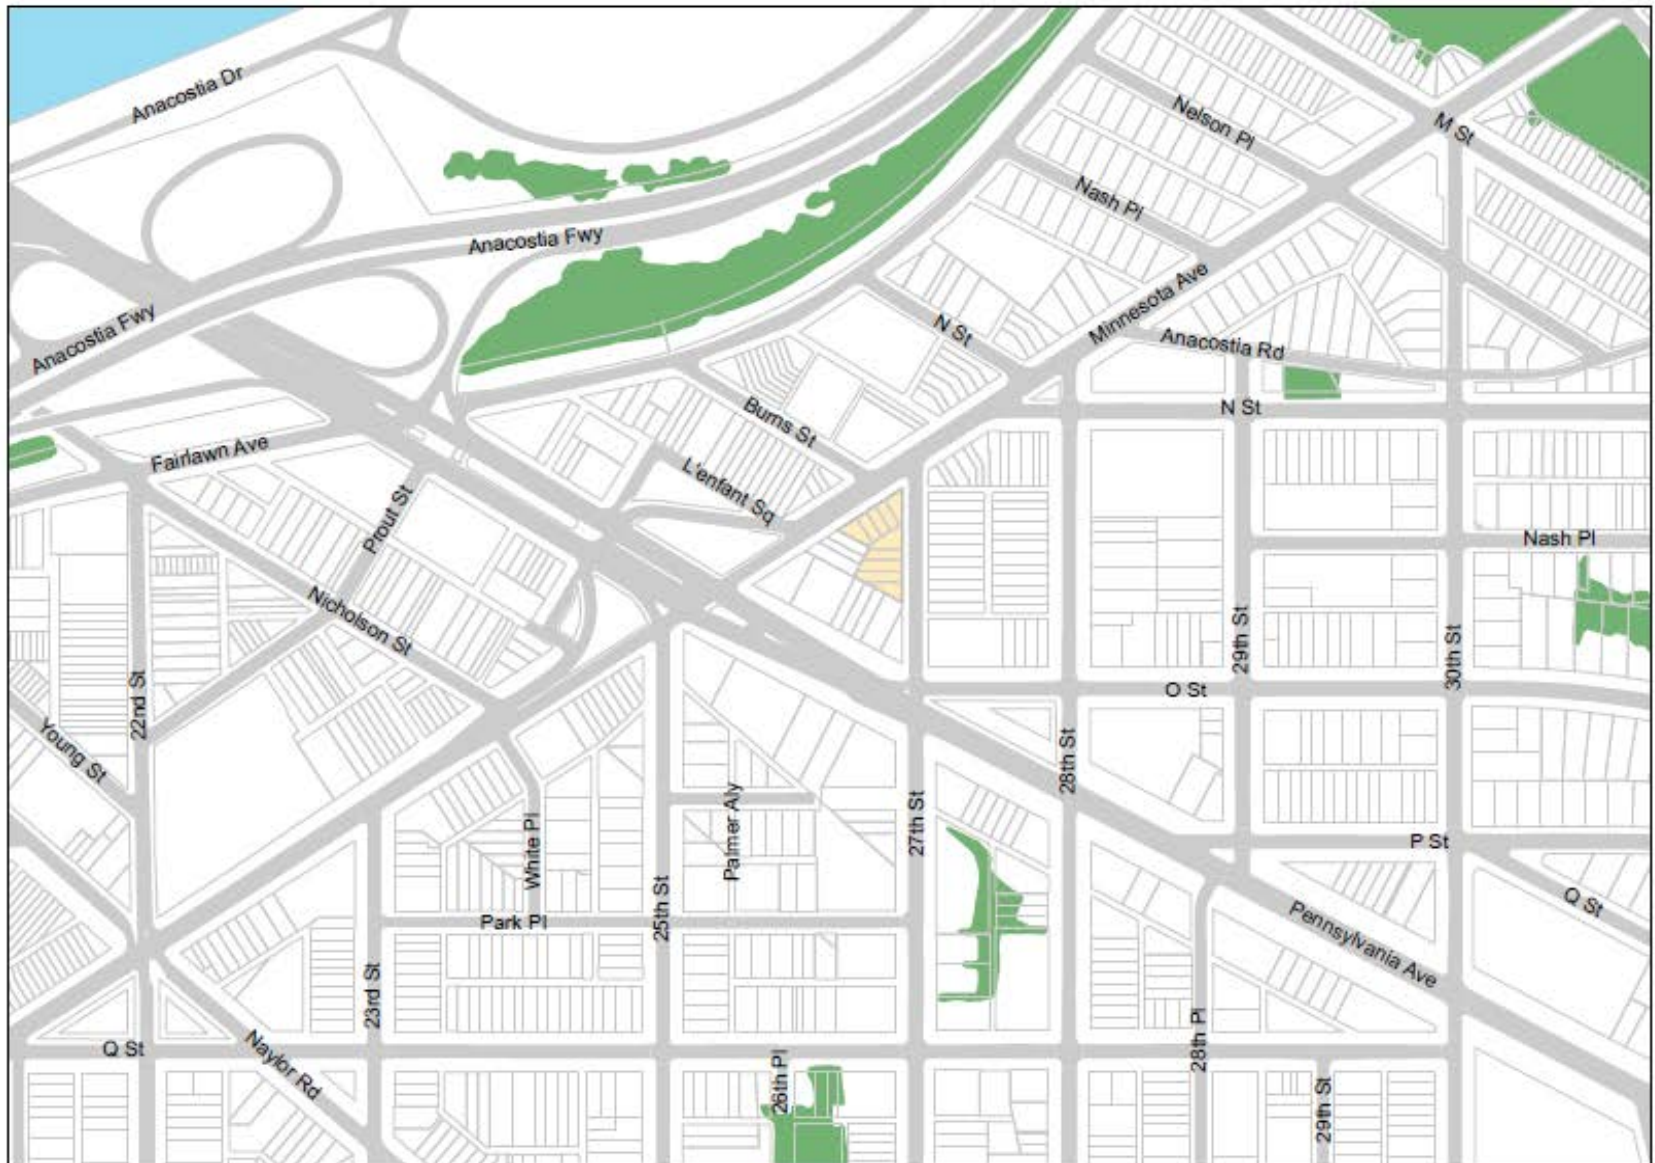 Anacostia Dr
Nelson Pl
M St
Nash Pl
Anacostia Fwy
Anacostia Fwy
Minnesota Ave
N St
Anacostia Rd
Burns St
N St
Fairlawn Ave
L'enfant Sq
Prout St
Nash Pl
Nicholson St
29th St
30th St
22nd St
O St
Young St
28th St
27th St
Palmer Aly
White Pl
P St
Q St
25th St
Park Pl
Pennsylvania Ave
23rd St
Q St
Naylor Rd
28th Pl
26th Pl
29th St